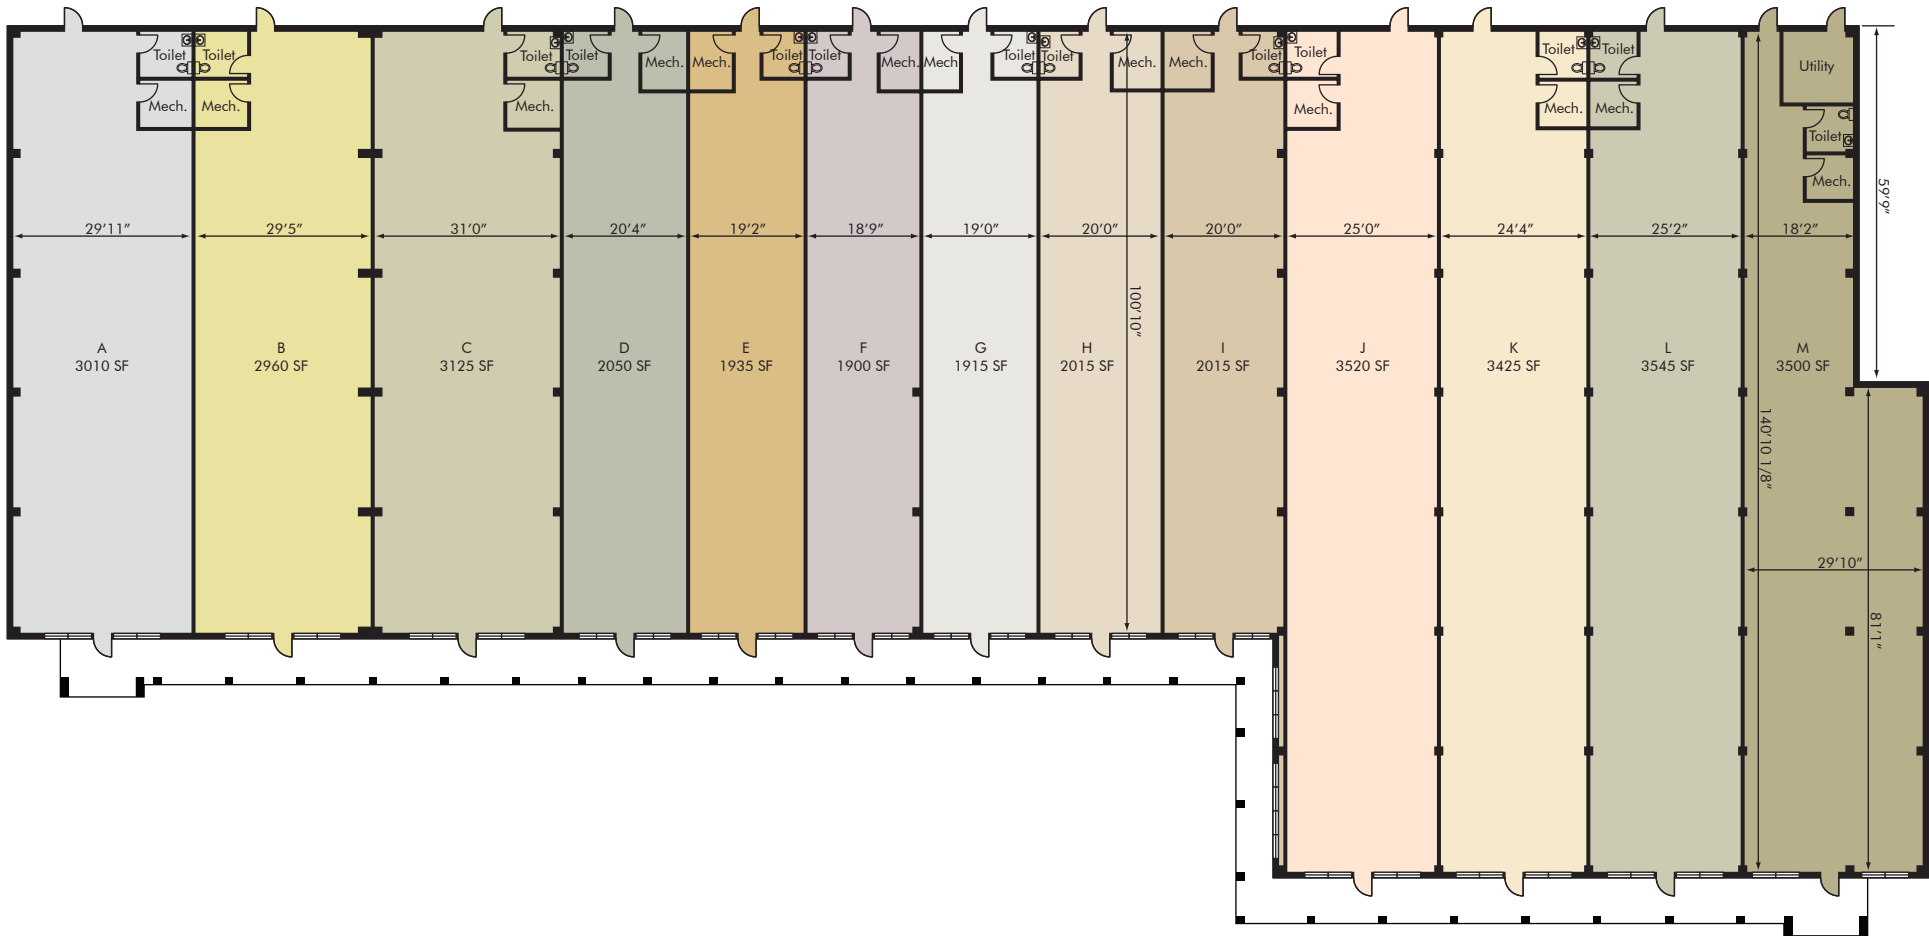 Toilet
Toilet
Toilet
Toilet
Mech.
Mech.
Toilet
Toilet
Mech.
Mech.
Toilet
Toilet
Mech.
Mech.
Toilet
Toilet
Toilet
Toilet
Utility
Mech.
Mech.
Mech.
Mech.
Mech.
Mech.
Toilet
Mech.
59'9"
29'11"
29'5"
31'0"
20'4"
19'2"
18'9"
19'0"
20'0"
20'0"
25'0"
24'4"
25'2"
18'2"
100'10"
A
3010 SF
B
2960 SF
C
3125 SF
D
2050 SF
E
1935 SF
F
1900 SF
G
1915 SF
H
2015 SF
I
2015 SF
J
3520 SF
K
3425 SF
L
3545 SF
M
3500 SF
140'10 1/8"
29'10"
81'1"